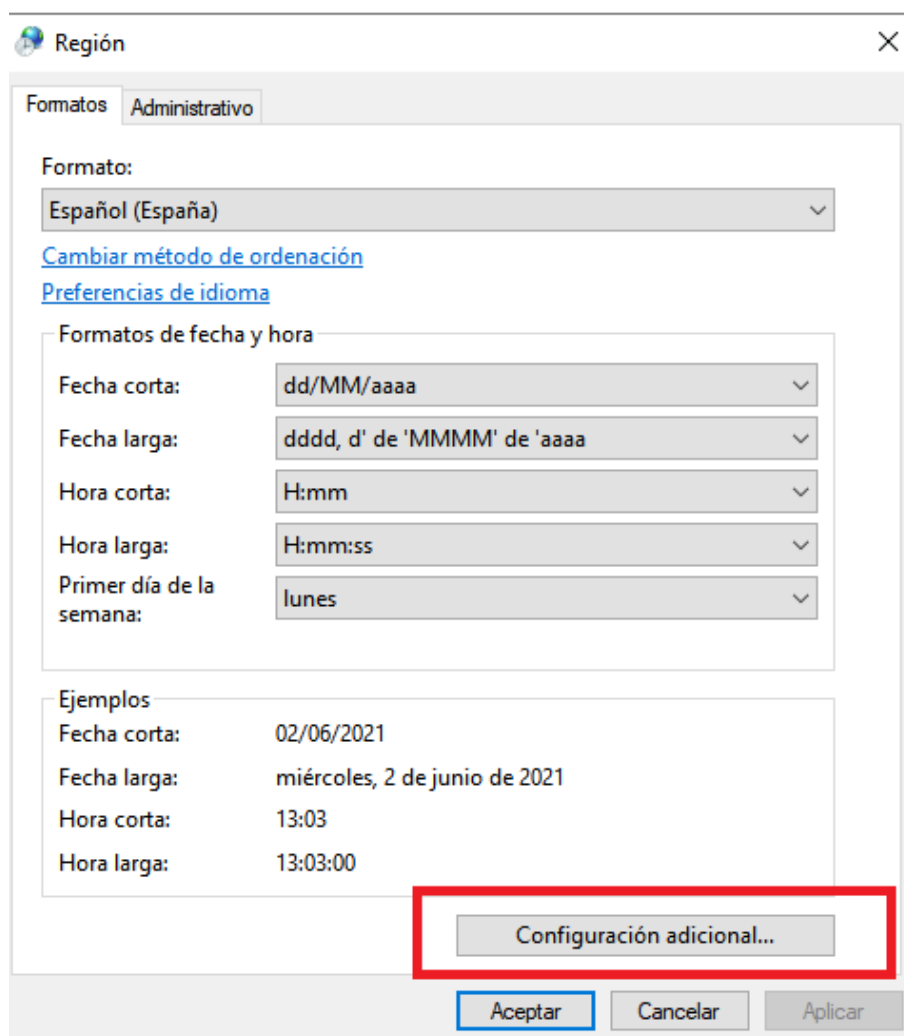 Región
Formatos Administrativo
Formato:
Español (España)
Cambiar método de ordenación
Preferencias de idioma
Formatos de fecha y hora
Fecha corta: dd/MM/aaaa
Fecha larga: dddd, d' de 'MMMM' de 'aaaa
Hora corta: H:mm
Hora larga: H:mm:ss
Primer día de la
semana: lunes
Ejemplos
Fecha corta: 02/06/2021
Fecha larga: miércoles, 2 de junio de 2021
Hora corta: 13:03
Hora larga: 13:03:00
Configuración adicional...
Aceptar Cancelar Aplicar